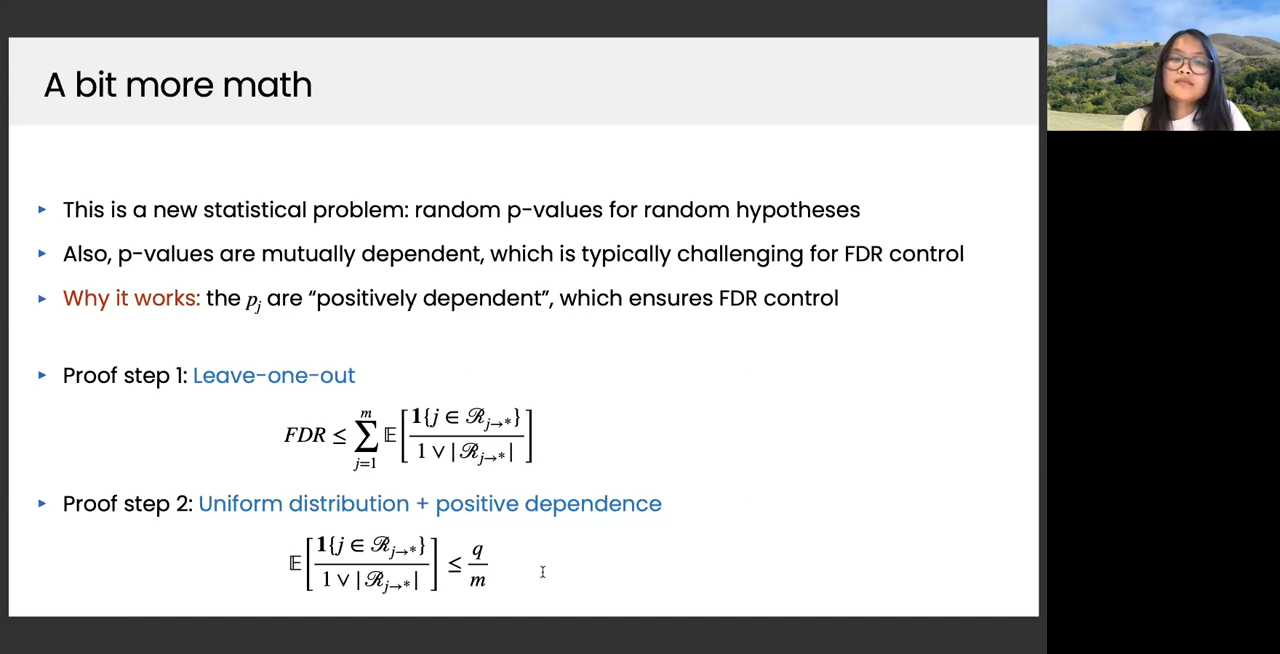 A bit more math
▸ This is a new statistical problem: random p-values for random hypotheses
▸ Also, p-values are mutually dependent, which is typically challenging for FDR control
▸ Why it works: the p_j are “positively dependent”, which ensures FDR control
▸ Proof step 1: Leave-one-out
FDR ≤ ∑_{j=1}^{m} 𝔼[ 1{j ∈ ℛ_{j→*}} / (1 ∨ |ℛ_{j→*}|) ]
▸ Proof step 2: Uniform distribution + positive dependence
𝔼[ 1{j ∈ ℛ_{j→*}} / (1 ∨ |ℛ_{j→*}|) ] ≤ q/m